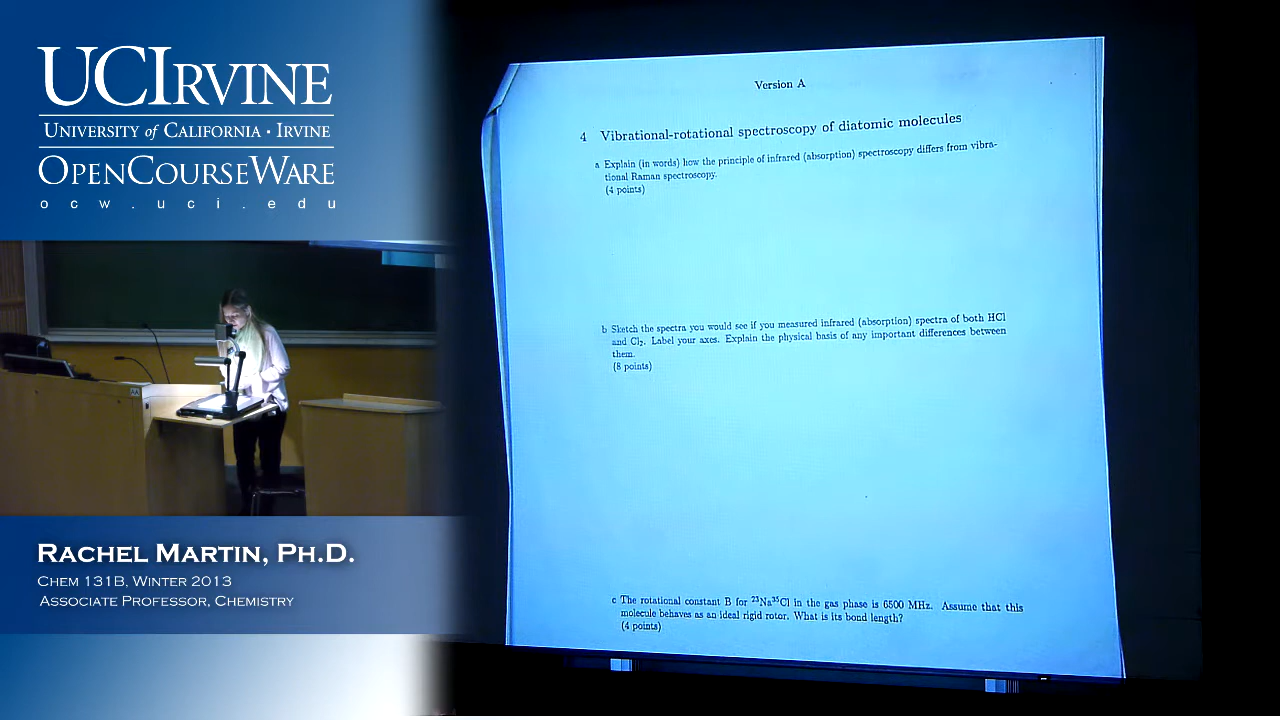 UCIRVINE
UNIVERSITY of CALIFORNIA · IRVINE
OPENCOURSEWARE
ocw.uci.edu
RACHEL MARTIN, PH.D.
CHEM 131B, WINTER 2013
ASSOCIATE PROFESSOR, CHEMISTRY
Version A
4 Vibrational-rotational spectroscopy of diatomic molecules
a Explain (in words) how the principle of infrared (absorption) spectroscopy differs from vibra-
tional Raman spectroscopy.
(4 points)
b Sketch the spectra you would see if you measured infrared (absorption) spectra of both HCl
and Cl₂. Label your axes. Explain the physical basis of any important differences between
them.
(8 points)
c The rotational constant B for ²³Na³⁵Cl in the gas phase is 6500 MHz. Assume that this
molecule behaves as an ideal rigid rotor. What is its bond length?
(4 points)